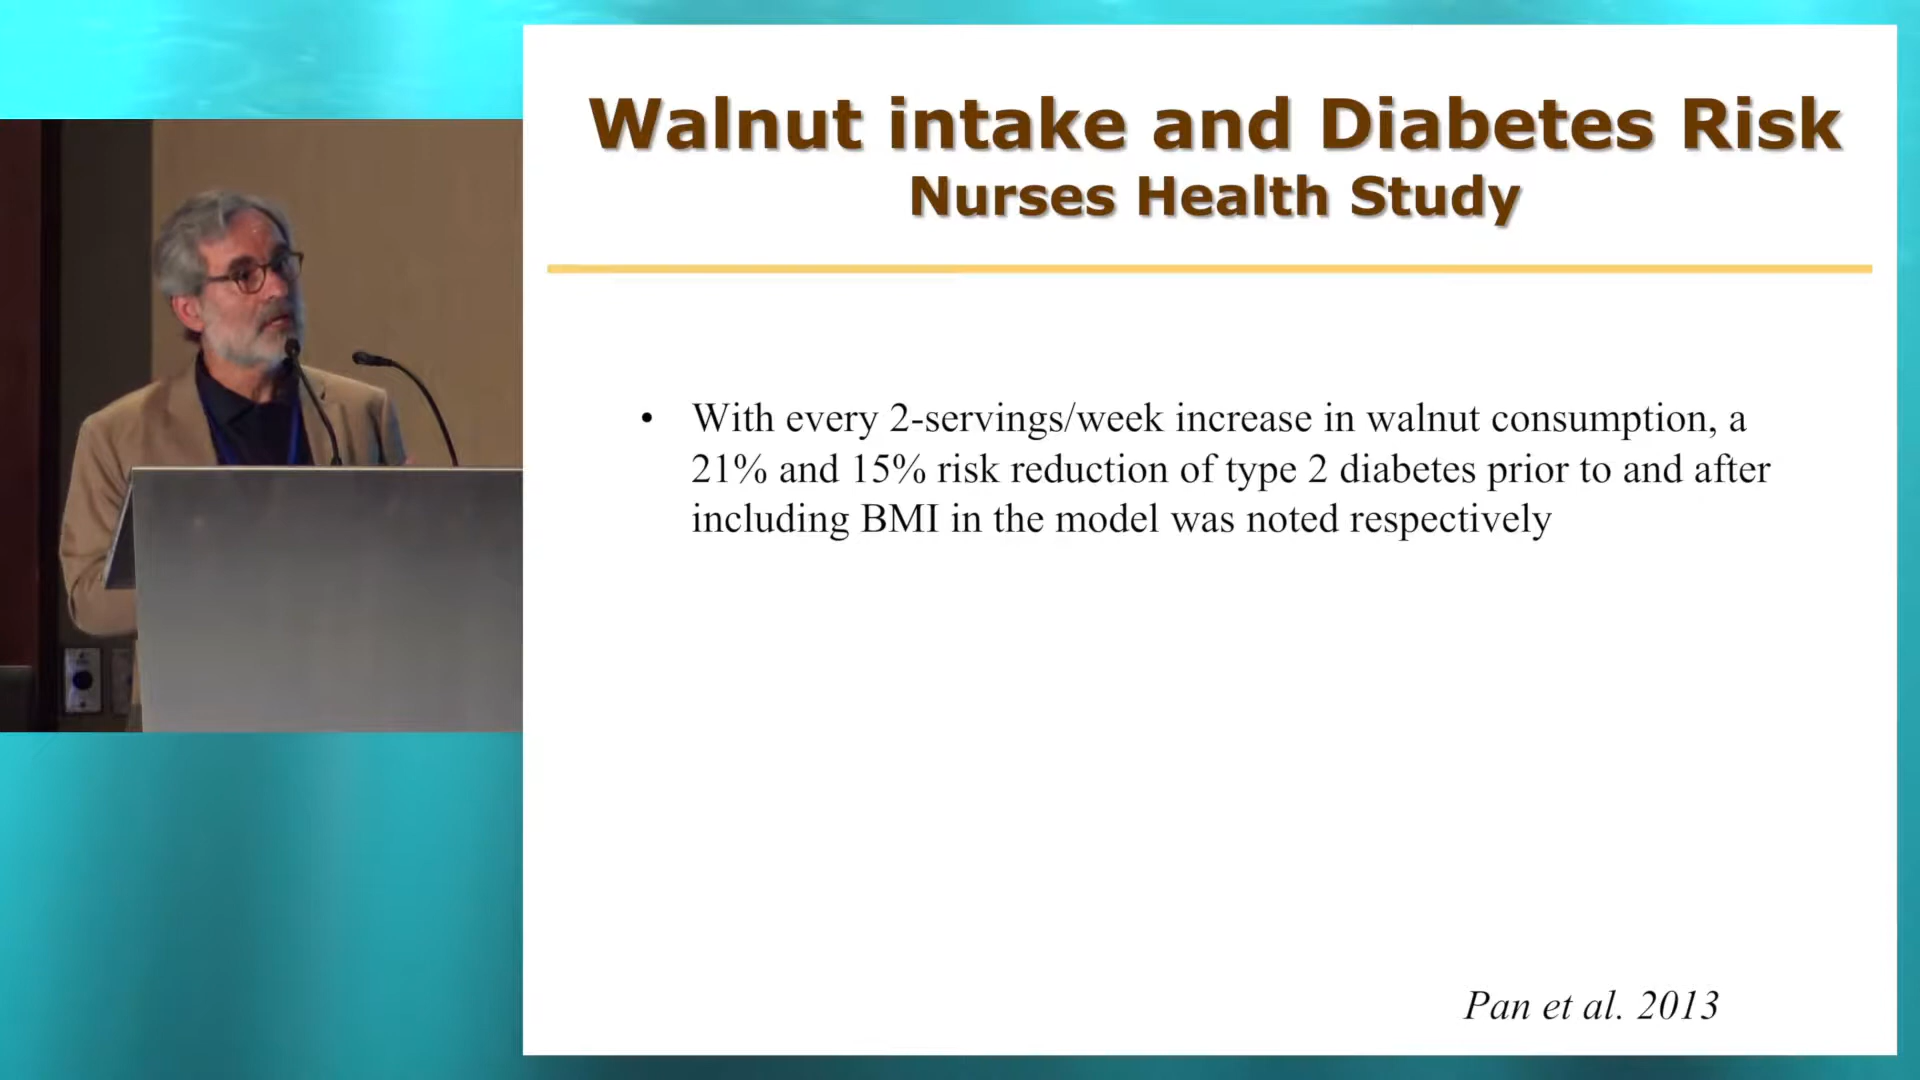 Walnut intake and Diabetes Risk
Nurses Health Study
• With every 2-servings/week increase in walnut consumption, a
21% and 15% risk reduction of type 2 diabetes prior to and after
including BMI in the model was noted respectively
Pan et al. 2013